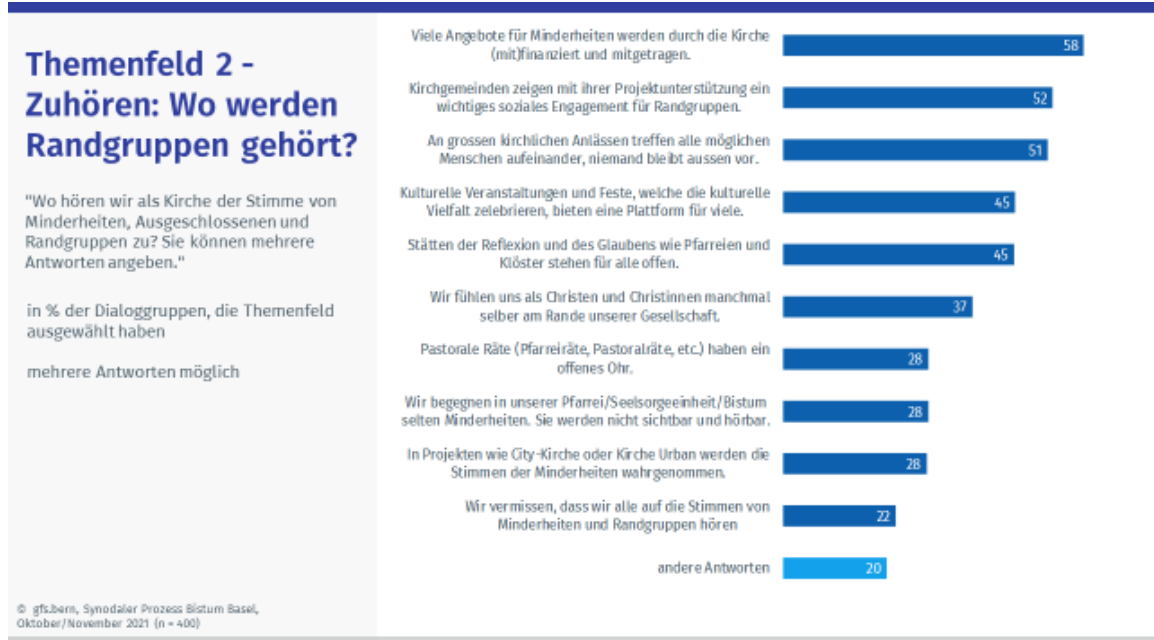 Themenfeld 2 -
Zuhören: Wo werden
Randgruppen gehört?
"Wo hören wir als Kirche der Stimme von
Minderheiten, Ausgeschlossenen und
Randgruppen zu? Sie können mehrere
Antworten angeben."
in % der Dialoggruppen, die Themenfeld
ausgewählt haben
mehrere Antworten möglich
© gfs.bern, Synodaler Prozess Bistum Basel,
Oktober/November 2021 (n = 400)
Viele Angebote für Minderheiten werden durch die Kirche
(mit)finanziert und mitgetragen.
58
Kirchgemeinden zeigen mit ihrer Projektunterstützung ein
wichtiges soziales Engagement für Randgruppen.
52
An grossen kirchlichen Anlässen treffen alle möglichen
Menschen aufeinander, niemand bleibt aussen vor.
51
Kulturelle Veranstaltungen und Feste, welche die kulturelle
Vielfalt zelebrieren, bieten eine Plattform für viele.
45
Stätten der Reflexion und des Glaubens wie Pfarreien und
Klöster stehen für alle offen.
45
Wir fühlen uns als Christen und Christinnen manchmal
selber am Rande unserer Gesellschaft.
37
Pastorale Räte (Pfarreiräte, Pastoralräte, etc.) haben ein
offenes Ohr.
28
Wir begegnen in unserer Pfarrei/Seelsorgeeinheit/Bistum
selten Minderheiten. Sie werden nicht sichtbar und hörbar.
28
In Projekten wie City-Kirche oder Kirche Urban werden die
Stimmen der Minderheiten wahrgenommen.
28
Wir vermissen, dass wir alle auf die Stimmen von
Minderheiten und Randgruppen hören
22
andere Antworten
20